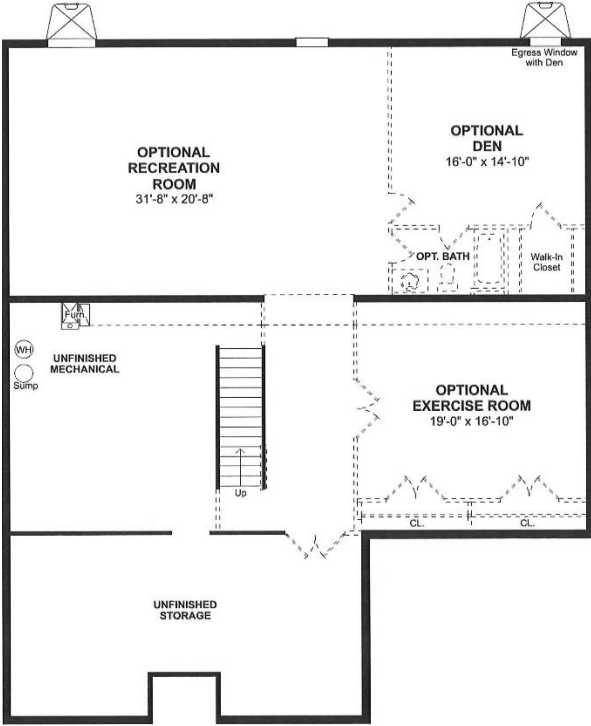 Egress Window
with Den
OPTIONAL
DEN
16'-0" x 14'-10"
OPTIONAL
RECREATION
ROOM
31'-8" x 20'-8"
OPT. BATH
Walk-In
Closet
Furn.
WH
UNFINISHED
MECHANICAL
Sump
OPTIONAL
EXERCISE ROOM
19'-0" x 16'-10"
Up
CL.
CL.
UNFINISHED
STORAGE